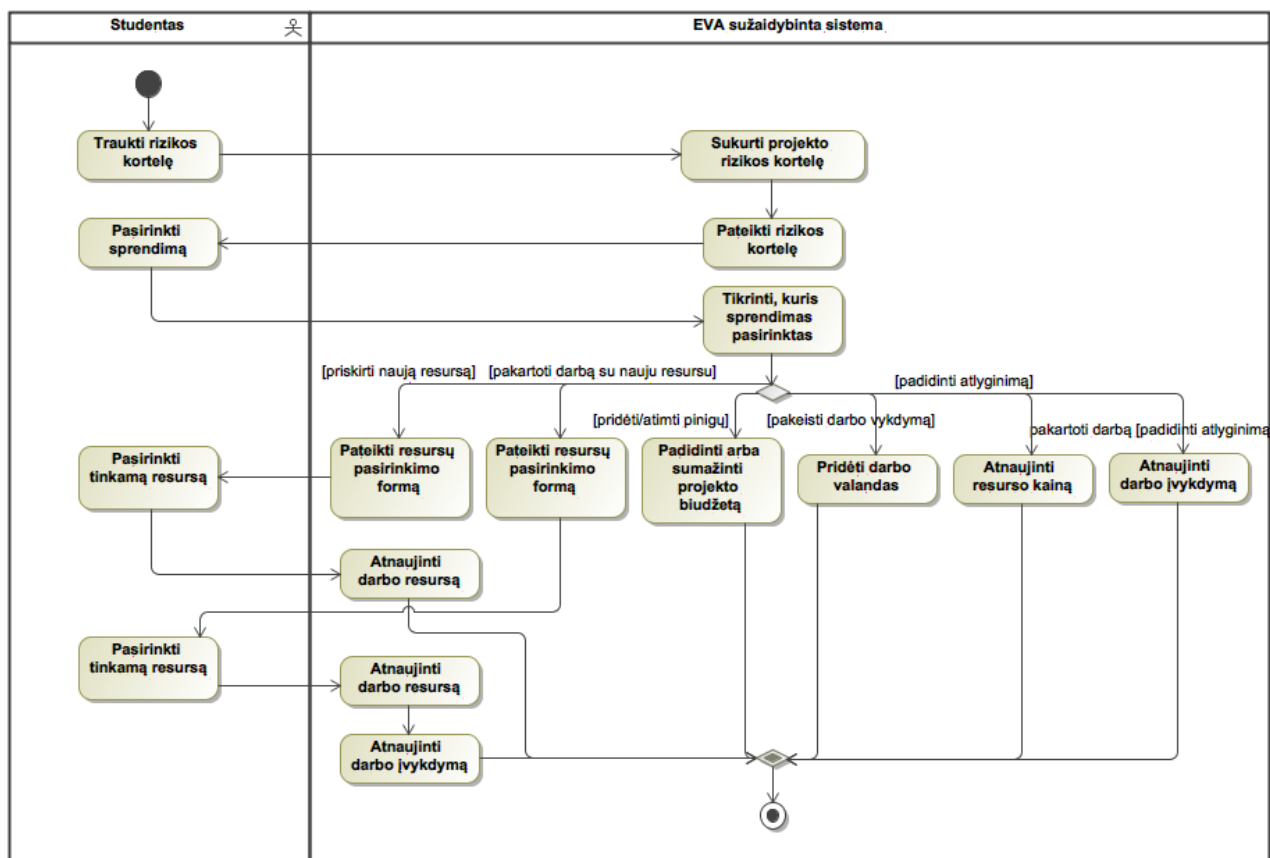 Studentas
EVA sužaidybinta sistema
Traukti rizikos
kortelę
Sukurti projekto
rizikos kortelę
Pasirinkti
sprendimą
Pateikti rizikos
kortelę
Tikrinti, kuris
sprendimas
pasirinktas
[priskirti naują resursą]
[pakartoti darbą su nauju resursu]
[padidinti atlyginimą]
[pridėti/atimti pinigų]
[pakeisti darbo vykdymą]
pakartoti darbą [padidinti atlyginimą
Pasirinkti
tinkamą resursą
Pateikti resursų
pasirinkimo
formą
Pateikti resursų
pasirinkimo
formą
Padidinti arba
sumažinti
projekto
biudžetą
Pridėti darbo
valandas
Atnaujinti
resurso kainą
Atnaujinti
darbo įvykdymą
Atnaujinti
darbo resursą
Pasirinkti
tinkamą resursą
Atnaujinti
darbo resursą
Atnaujinti
darbo įvykdymą